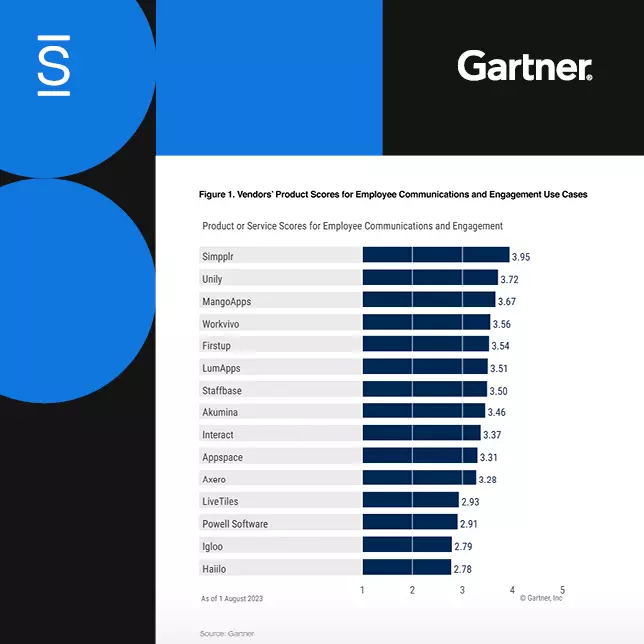 S
Gartner®
Figure 1. Vendors' Product Scores for Employee Communications and Engagement Use Cases
Product or Service Scores for Employee Communications and Engagement
Simpplr 3.95
Unily 3.72
MangoApps 3.67
Workvivo 3.56
Firstup 3.54
LumApps 3.51
Staffbase 3.50
Akumina 3.46
Interact 3.37
Appspace 3.31
Axero 3.28
LiveTiles 2.93
Powell Software 2.91
Igloo 2.79
Haiilo 2.78
1 2 3 4 5
As of 1 August 2023 © Gartner, Inc
Source: Gartner